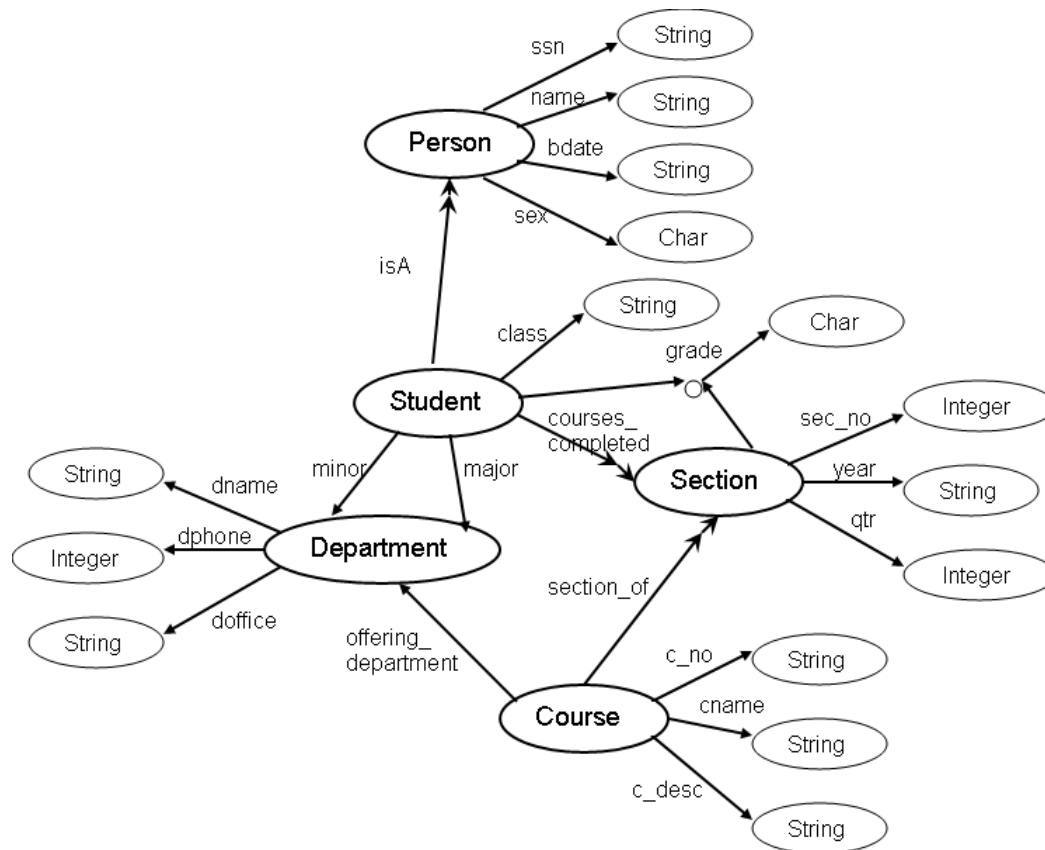 ssn
String
name
String
Person
bdate
String
sex
Char
isA
class
String
grade
Char
Student
courses_
completed
sec_no
Integer
Section
year
String
qtr
Integer
minor
major
String
dname
Department
dphone
Integer
doffice
String
section_of
offering_
department
c_no
String
Course
cname
String
c_desc
String